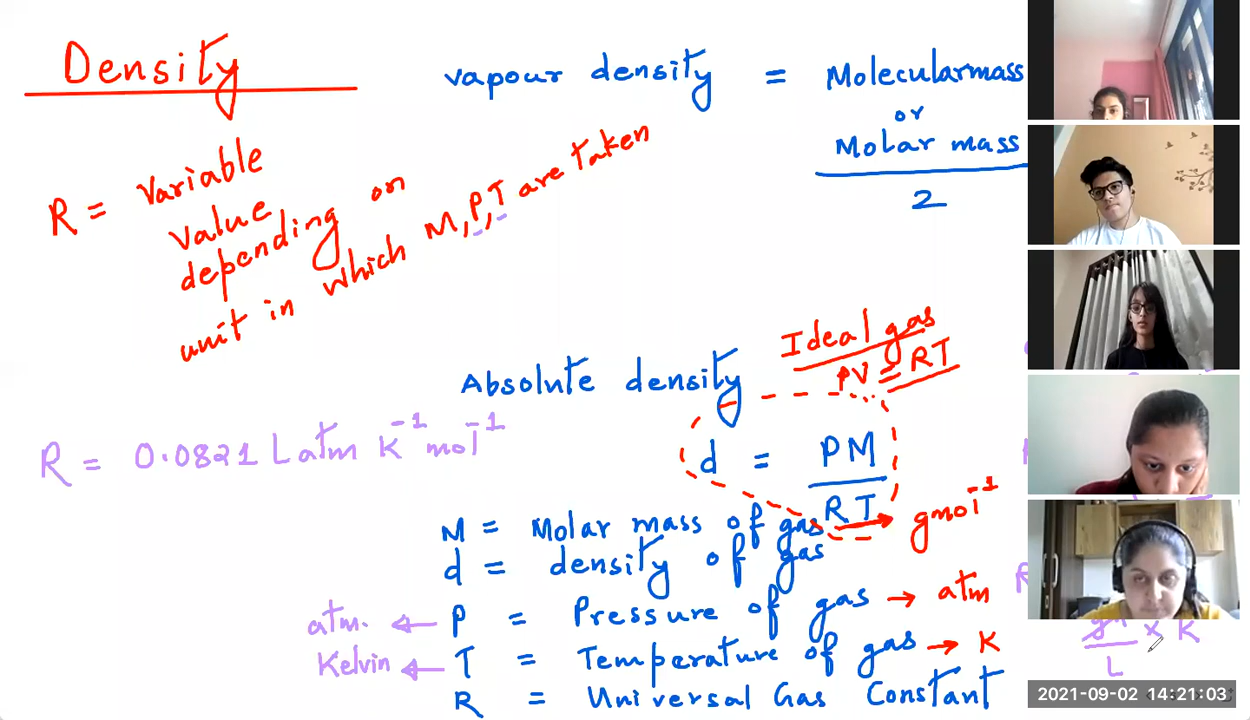 Density
vapour density = Molecularmass
or
Molar mass
2
R = Variable
value
depending on
unit in which M, P, T are taken
Ideal gas
PV = RT
Absolute density
d = PM
RT
R = 0.0821 L atm K⁻¹ mol⁻¹
M = Molar mass of gas → gmol⁻¹
d = density of gas
atm. ← P = Pressure of gas → atm
Kelvin ← T = Temperature of gas → K
R = Universal Gas Constant
x K
L
2021-09-02 14:21:03